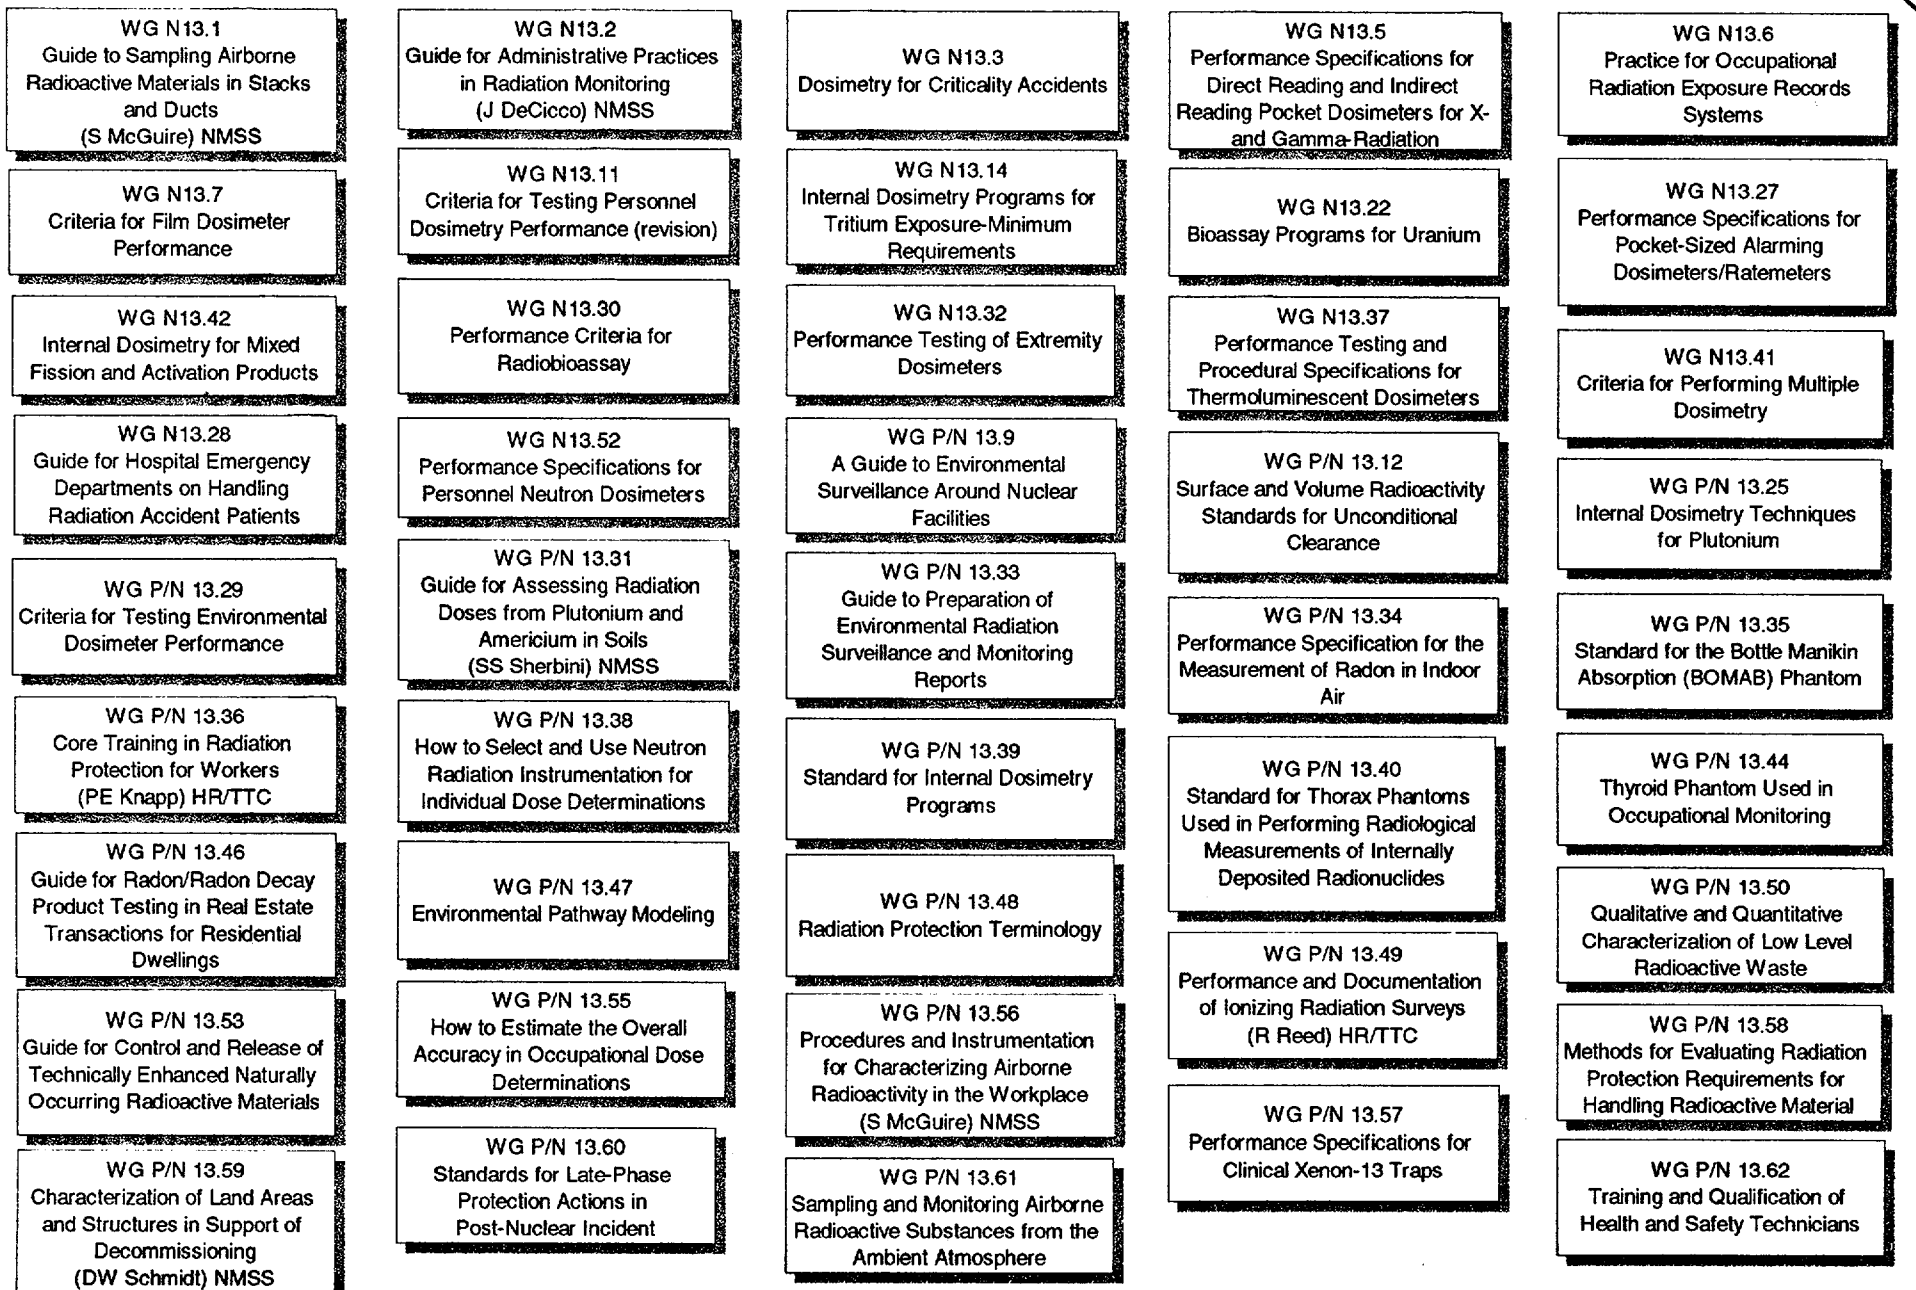 WG N13.1
Guide to Sampling Airborne
Radioactive Materials in Stacks
and Ducts
(S McGuire) NMSS
WG N13.2
Guide for Administrative Practices
in Radiation Monitoring
(J DeCicco) NMSS
WG N13.3
Dosimetry for Criticality Accidents
WG N13.5
Performance Specifications for
Direct Reading and Indirect
Reading Pocket Dosimeters for X-
and Gamma-Radiation
WG N13.6
Practice for Occupational
Radiation Exposure Records
Systems
WG N13.7
Criteria for Film Dosimeter
Performance
WG N13.11
Criteria for Testing Personnel
Dosimetry Performance (revision)
WG N13.14
Internal Dosimetry Programs for
Tritium Exposure-Minimum
Requirements
WG N13.22
Bioassay Programs for Uranium
WG N13.27
Performance Specifications for
Pocket-Sized Alarming
Dosimeters/Ratemeters
WG N13.42
Internal Dosimetry for Mixed
Fission and Activation Products
WG N13.30
Performance Criteria for
Radiobioassay
WG N13.32
Performance Testing of Extremity
Dosimeters
WG N13.37
Performance Testing and
Procedural Specifications for
Thermoluminescent Dosimeters
WG N13.41
Criteria for Performing Multiple
Dosimetry
WG N13.28
Guide for Hospital Emergency
Departments on Handling
Radiation Accident Patients
WG N13.52
Performance Specifications for
Personnel Neutron Dosimeters
WG P/N 13.9
A Guide to Environmental
Surveillance Around Nuclear
Facilities
WG P/N 13.12
Surface and Volume Radioactivity
Standards for Unconditional
Clearance
WG P/N 13.25
Internal Dosimetry Techniques
for Plutonium
WG P/N 13.29
Criteria for Testing Environmental
Dosimeter Performance
WG P/N 13.31
Guide for Assessing Radiation
Doses from Plutonium and
Americium in Soils
(SS Sherbini) NMSS
WG P/N 13.33
Guide to Preparation of
Environmental Radiation
Surveillance and Monitoring
Reports
WG P/N 13.34
Performance Specification for the
Measurement of Radon in Indoor
Air
WG P/N 13.35
Standard for the Bottle Manikin
Absorption (BOMAB) Phantom
WG P/N 13.36
Core Training in Radiation
Protection for Workers
(PE Knapp) HR/TTC
WG P/N 13.38
How to Select and Use Neutron
Radiation Instrumentation for
Individual Dose Determinations
WG P/N 13.39
Standard for Internal Dosimetry
Programs
WG P/N 13.40
Standard for Thorax Phantoms
Used in Performing Radiological
Measurements of Internally
Deposited Radionuclides
WG P/N 13.44
Thyroid Phantom Used in
Occupational Monitoring
WG P/N 13.46
Guide for Radon/Radon Decay
Product Testing in Real Estate
Transactions for Residential
Dwellings
WG P/N 13.47
Environmental Pathway Modeling
WG P/N 13.48
Radiation Protection Terminology
WG P/N 13.49
Performance and Documentation
of Ionizing Radiation Surveys
(R Reed) HR/TTC
WG P/N 13.50
Qualitative and Quantitative
Characterization of Low Level
Radioactive Waste
WG P/N 13.53
Guide for Control and Release of
Technically Enhanced Naturally
Occurring Radioactive Materials
WG P/N 13.55
How to Estimate the Overall
Accuracy in Occupational Dose
Determinations
WG P/N 13.56
Procedures and Instrumentation
for Characterizing Airborne
Radioactivity in the Workplace
(S McGuire) NMSS
WG P/N 13.57
Performance Specifications for
Clinical Xenon-13 Traps
WG P/N 13.58
Methods for Evaluating Radiation
Protection Requirements for
Handling Radioactive Material
WG P/N 13.59
Characterization of Land Areas
and Structures in Support of
Decommissioning
(DW Schmidt) NMSS
WG P/N 13.60
Standards for Late-Phase
Protection Actions in
Post-Nuclear Incident
WG P/N 13.61
Sampling and Monitoring Airborne
Radioactive Substances from the
Ambient Atmosphere
WG P/N 13.62
Training and Qualification of
Health and Safety Technicians